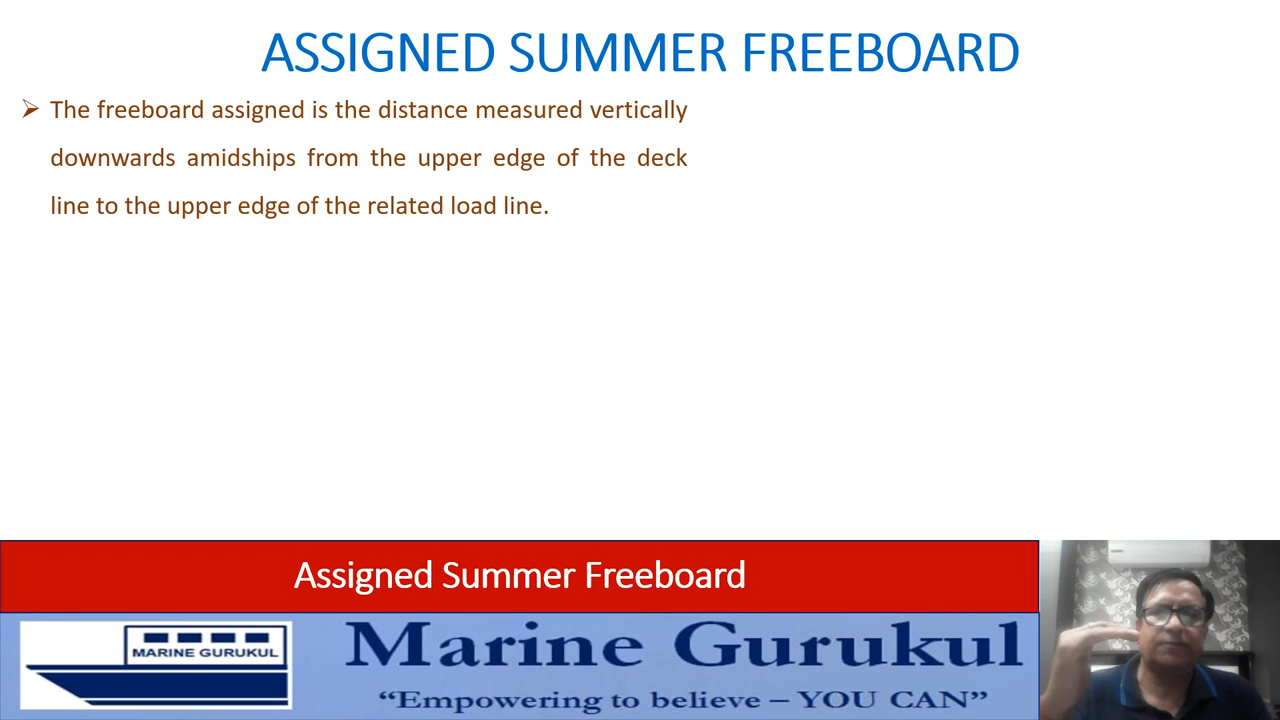 ASSIGNED SUMMER FREEBOARD
➢ The freeboard assigned is the distance measured vertically
downwards amidships from the upper edge of the deck
line to the upper edge of the related load line.
Assigned Summer Freeboard
MARINE GURUKUL
Marine Gurukul
“Empowering to believe – YOU CAN”